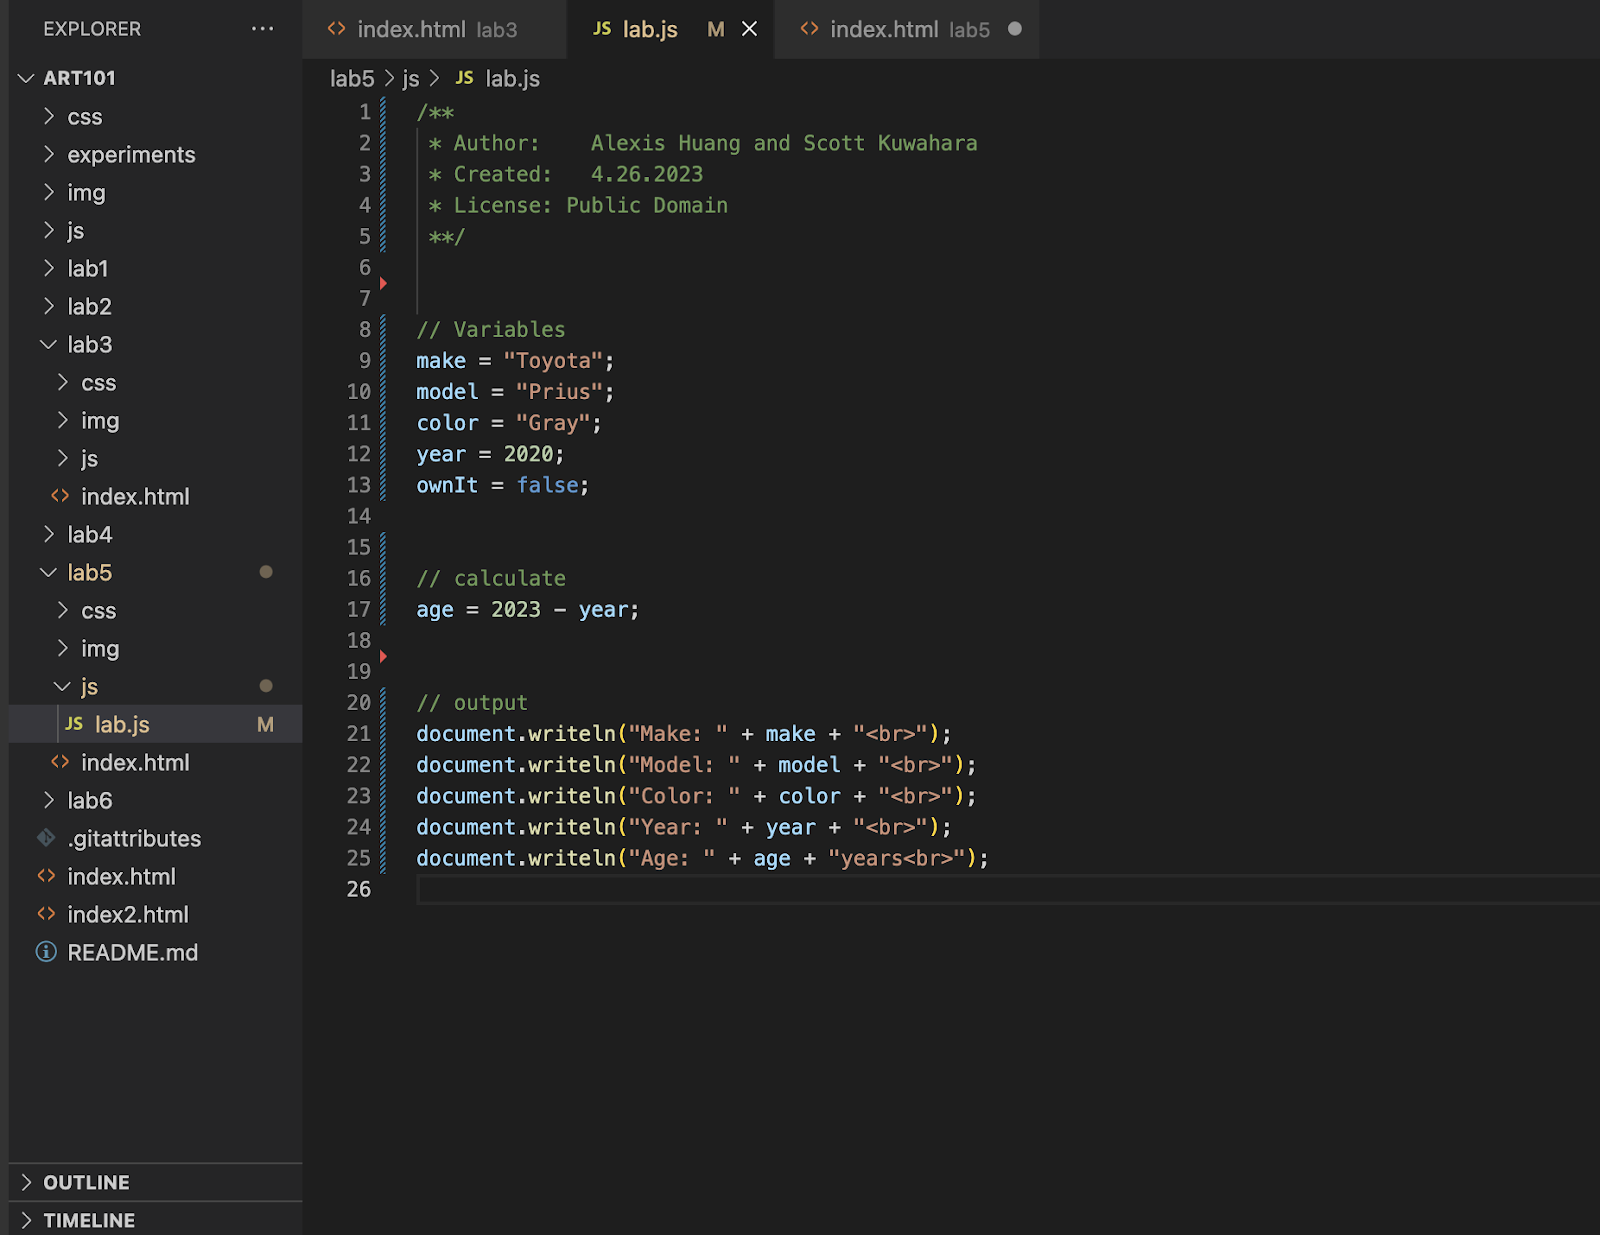 EXPLORER ...
ART101
css
experiments
img
js
lab1
lab2
lab3
css
img
js
<> index.html
lab4
lab5
css
img
js
JS lab.js M
<> index.html
lab6
.gitattributes
<> index.html
<> index2.html
README.md
OUTLINE
TIMELINE
<> index.html lab3
JS lab.js M
<> index.html lab5
lab5 > js > JS lab.js
1 /**
2 * Author:    Alexis Huang and Scott Kuwahara
3 * Created:   4.26.2023
4 * License: Public Domain
5 **/
6
7
8 // Variables
9 make = "Toyota";
10 model = "Prius";
11 color = "Gray";
12 year = 2020;
13 ownIt = false;
14
15
16 // calculate
17 age = 2023 - year;
18
19
20 // output
21 document.writeln("Make: " + make + "<br>");
22 document.writeln("Model: " + model + "<br>");
23 document.writeln("Color: " + color + "<br>");
24 document.writeln("Year: " + year + "<br>");
25 document.writeln("Age: " + age + "years<br>");
26